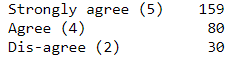 Strongly agree (5) 159
Agree (4) 80
Dis-agree (2) 30